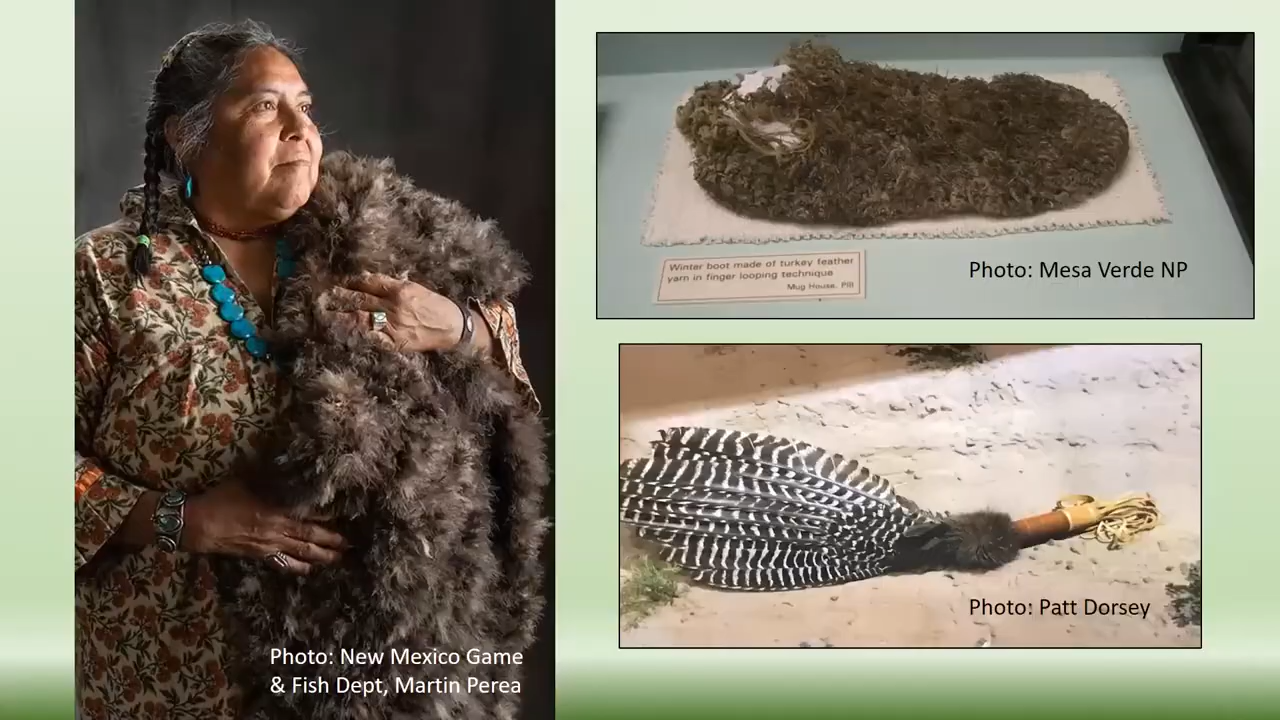 Photo: New Mexico Game
& Fish Dept, Martin Perea
Winter boot made of turkey feather
yarn in finger looping technique
Mug House, PIII
Photo: Mesa Verde NP
Photo: Patt Dorsey